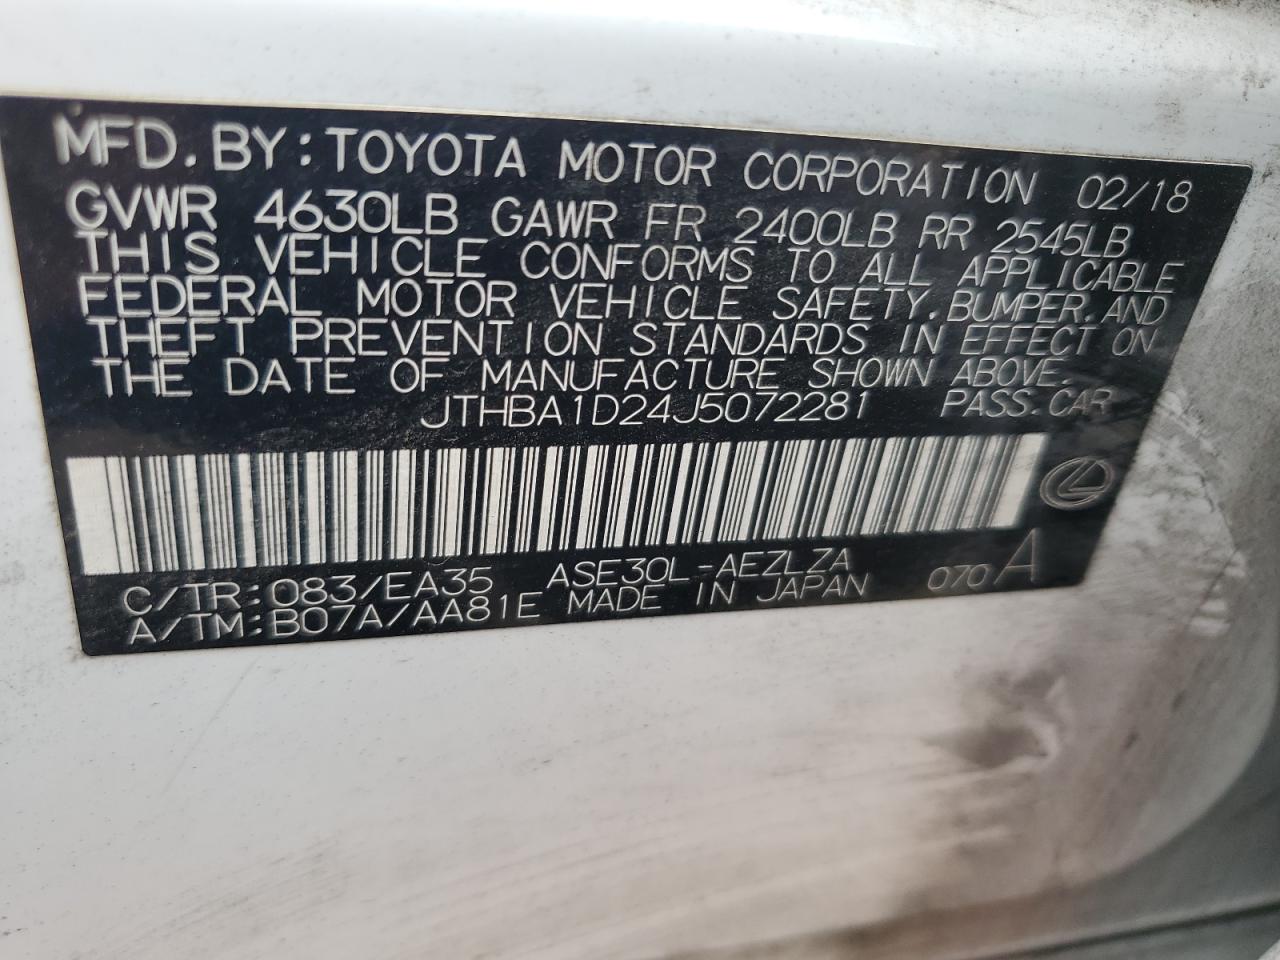 MFD. BY: TOYOTA MOTOR CORPORATION 02/18
GVWR 4630LB GAWR FR 2400LB RR 2545LB
THIS VEHICLE CONFORMS TO ALL APPLICABLE
FEDERAL MOTOR VEHICLE SAFETY, BUMPER, AND
THEFT PREVENTION STANDARDS IN EFFECT ON
THE DATE OF MANUFACTURE SHOWN ABOVE.
JTHBA1D24J5072281 PASS.CAR
C/TR:083/EA35 ASE30L-AEZLZA
A/TM:B07A/AA81E MADE IN JAPAN 070 A